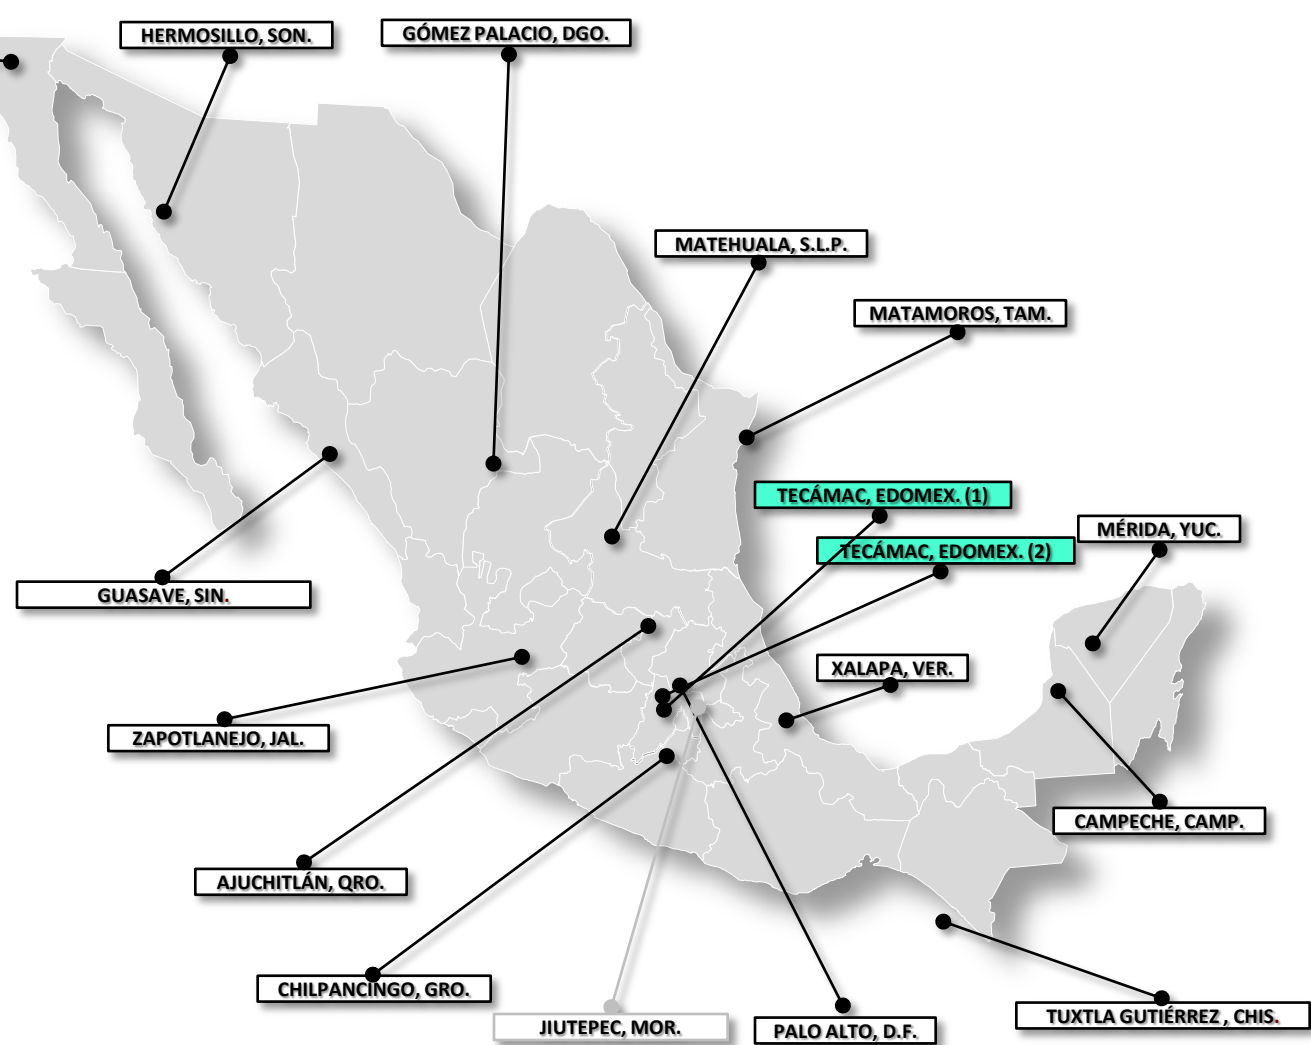 HERMOSILLO, SON.
GÓMEZ PALACIO, DGO.
MATEHUALA, S.L.P.
MATAMOROS, TAM.
TECÁMAC, EDOMEX. (1)
MÉRIDA, YUC.
TECÁMAC, EDOMEX. (2)
GUASAVE, SIN.
XALAPA, VER.
ZAPOTLANEJO, JAL.
CAMPECHE, CAMP.
AJUCHITLÁN, QRO.
CHILPANCINGO, GRO.
TUXTLA GUTIÉRREZ , CHIS.
JIUTEPEC, MOR.
PALO ALTO, D.F.